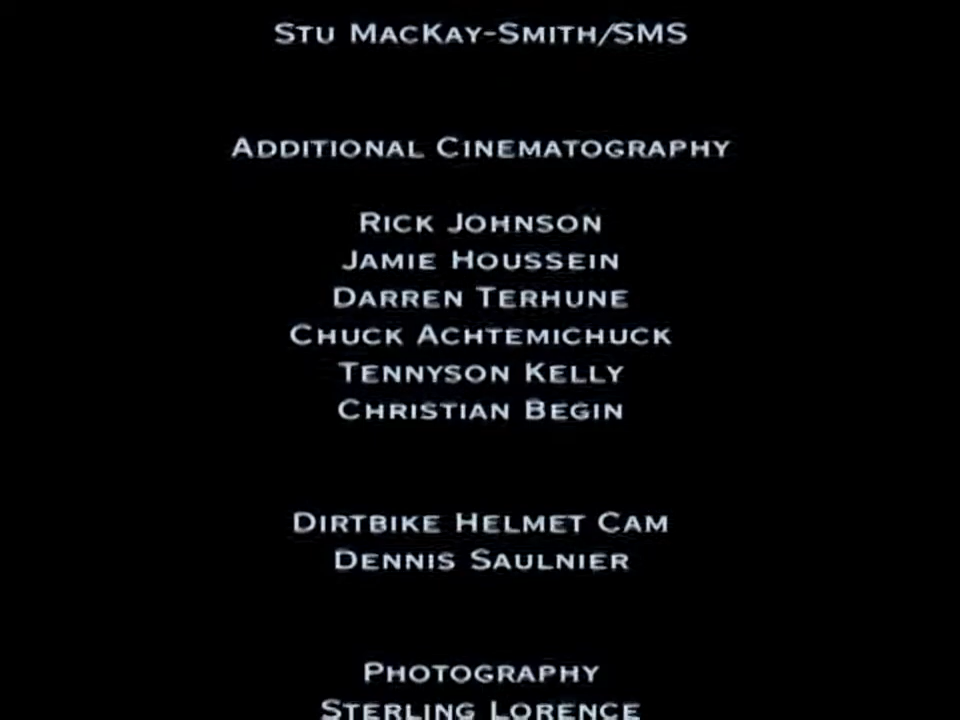 Stu MacKay-Smith/SMS
Additional Cinematography
Rick Johnson
Jamie Houssein
Darren Terhune
Chuck Achtemichuck
Tennyson Kelly
Christian Begin
Dirtbike Helmet Cam
Dennis Saulnier
Photography
Sterling Lorence